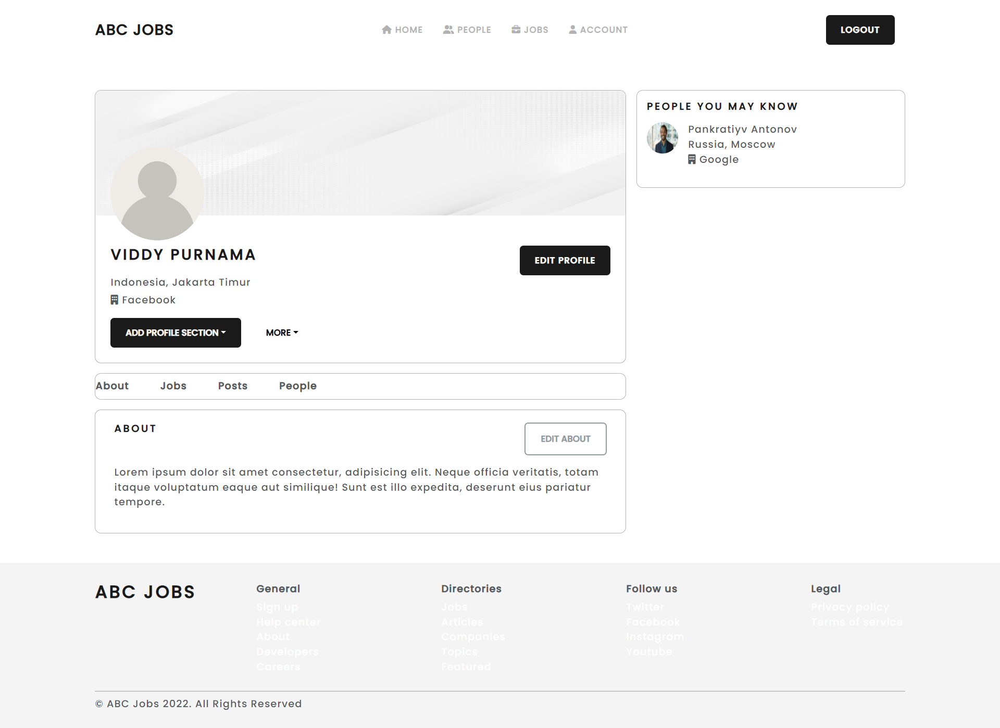 ABC JOBS
HOME
PEOPLE
JOBS
ACCOUNT
LOGOUT
PEOPLE YOU MAY KNOW
Pankratiyv Antonov
Russia, Moscow
Google
VIDDY PURNAMA
EDIT PROFILE
Indonesia, Jakarta Timur
Facebook
ADD PROFILE SECTION
MORE
About
Jobs
Posts
People
ABOUT
EDIT ABOUT
Lorem ipsum dolor sit amet consectetur, adipisicing elit. Neque officia veritatis, totam
itaque voluptatum eaque aut similique! Sunt est illo expedita, deserunt eius pariatur
tempore.
ABC JOBS
General
Sign up
Help center
About
Developers
Careers
Directories
Jobs
Articles
Companies
Topics
Featured
Follow us
Twitter
Facebook
Instagram
Youtube
Legal
Privacy policy
Terms of service
© ABC Jobs 2022. All Rights Reserved